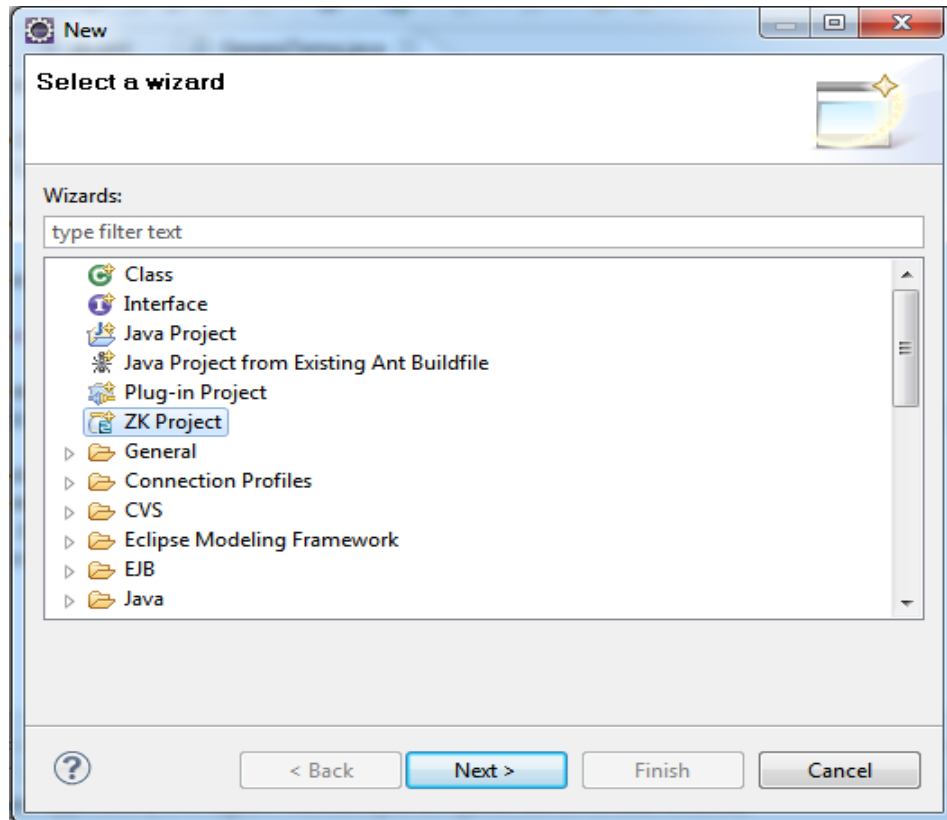 New
Select a wizard
Wizards:
type filter text
Class
Interface
Java Project
Java Project from Existing Ant Buildfile
Plug-in Project
ZK Project
General
Connection Profiles
CVS
Eclipse Modeling Framework
EJB
Java
? < Back Next > Finish Cancel